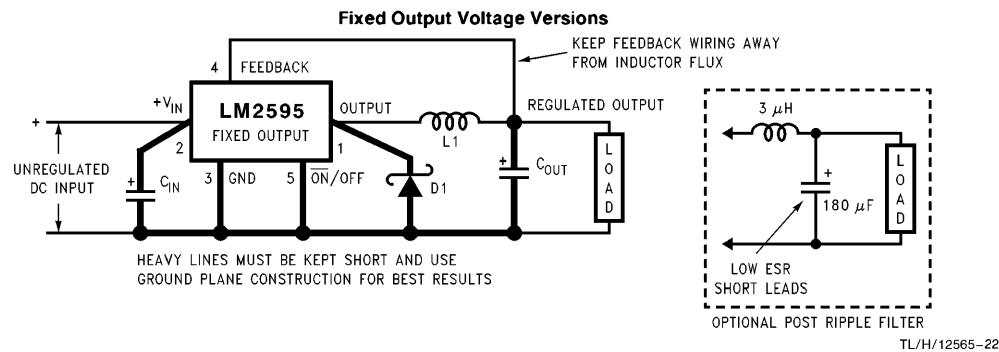 Fixed Output Voltage Versions
KEEP FEEDBACK WIRING AWAY
FROM INDUCTOR FLUX
4 FEEDBACK
+VIN
LM2595
FIXED OUTPUT
OUTPUT
REGULATED OUTPUT
3 µH
+
2
1
L1
UNREGULATED
DC INPUT
+
CIN
3 GND
5 ON/OFF
D1
+
COUT
LOAD
+
180 µF
LOAD
HEAVY LINES MUST BE KEPT SHORT AND USE
GROUND PLANE CONSTRUCTION FOR BEST RESULTS
LOW ESR
SHORT LEADS
OPTIONAL POST RIPPLE FILTER
TL/H/12565-22